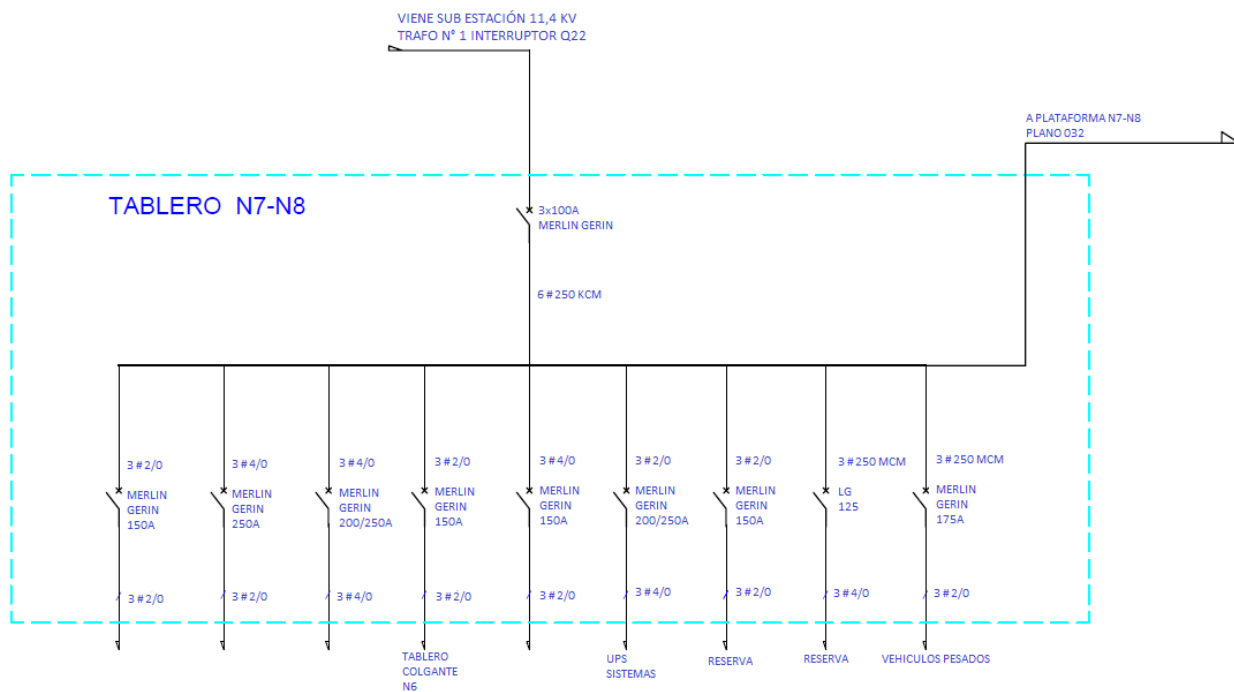 VIENE SUB ESTACIÓN 11,4 KV
TRAFO N° 1 INTERRUPTOR Q22
A PLATAFORMA N7-N8
PLANO 032
TABLERO N7-N8
3x100A
MERLIN GERIN
6 #250 KCM
3 #2/0
MERLIN
GERIN
150A
3 #2/0
3 #4/0
MERLIN
GERIN
250A
3 #2/0
3 #4/0
MERLIN
GERIN
200/250A
3 #4/0
3 #2/0
MERLIN
GERIN
150A
3 #2/0
TABLERO
COLGANTE
N6
3 #4/0
MERLIN
GERIN
150A
3 #2/0
3 #2/0
MERLIN
GERIN
200/250A
3 #4/0
UPS
SISTEMAS
3 #2/0
MERLIN
GERIN
150A
3 #2/0
RESERVA
3 #250 MCM
LG
125
3 #4/0
RESERVA
3 #250 MCM
MERLIN
GERIN
175A
3 #2/0
VEHICULOS PESADOS